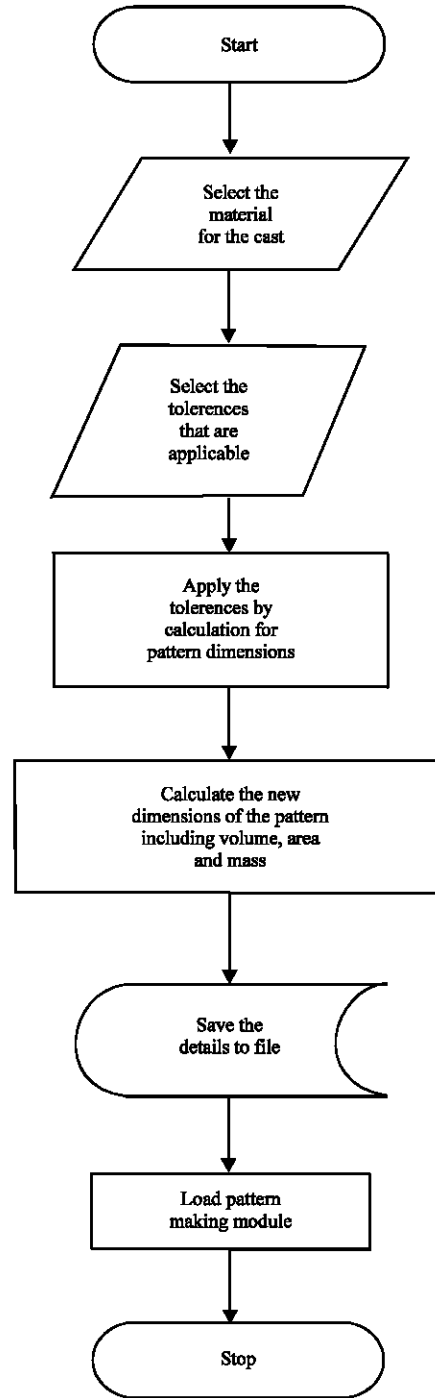 Start
Select the
material
for the cast
Select the
tolerences
that are
applicable
Apply the
tolerences by
calculation for
pattern dimensions
Calculate the new
dimensions of the pattern
including volume, area
and mass
Save the
details to file
Load pattern
making module
Stop